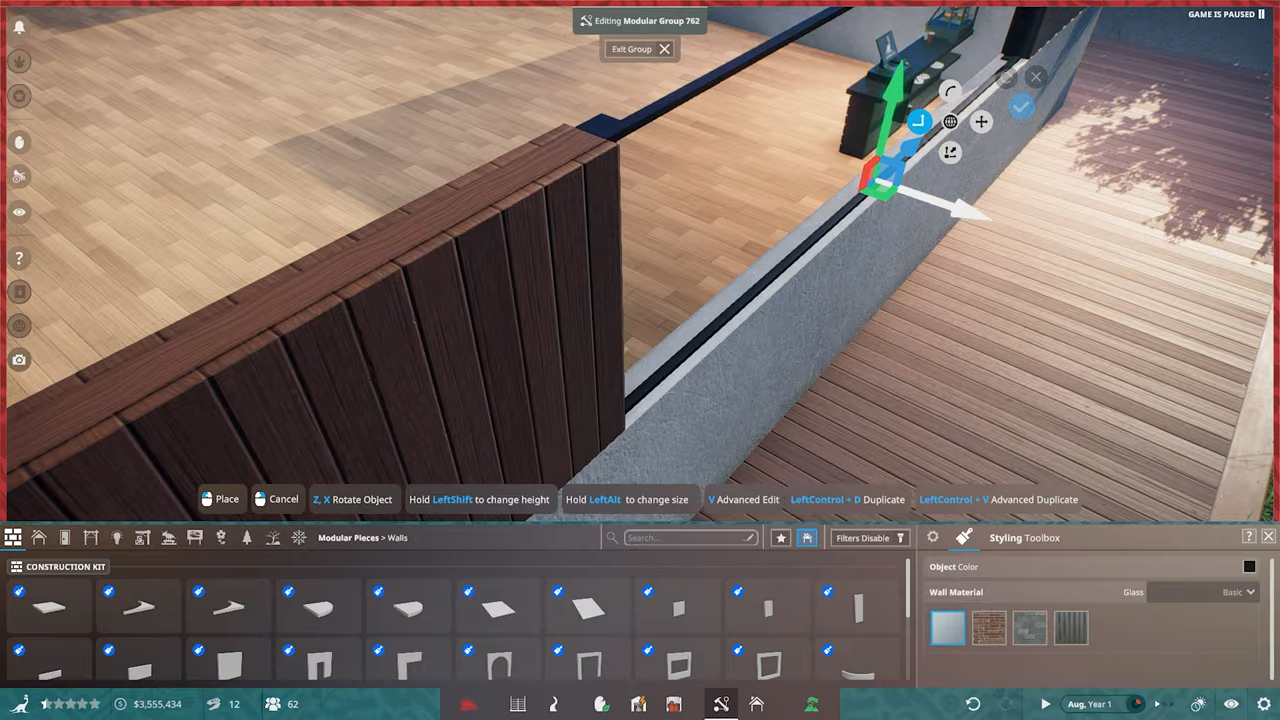 Editing Modular Group 762
GAME IS PAUSED
Exit Group
Place
Cancel
Z, X Rotate Object
Hold LeftShift to change height
Hold LeftAlt to change size
V Advanced Edit
LeftControl + D Duplicate
LeftControl + V Advanced Duplicate
Modular Pieces > Walls
Search...
Filters Disable
Styling Toolbox
?
CONSTRUCTION KIT
Object Color
Wall Material
Glass
Basic
$3,555,434
12
62
Aug, Year 1